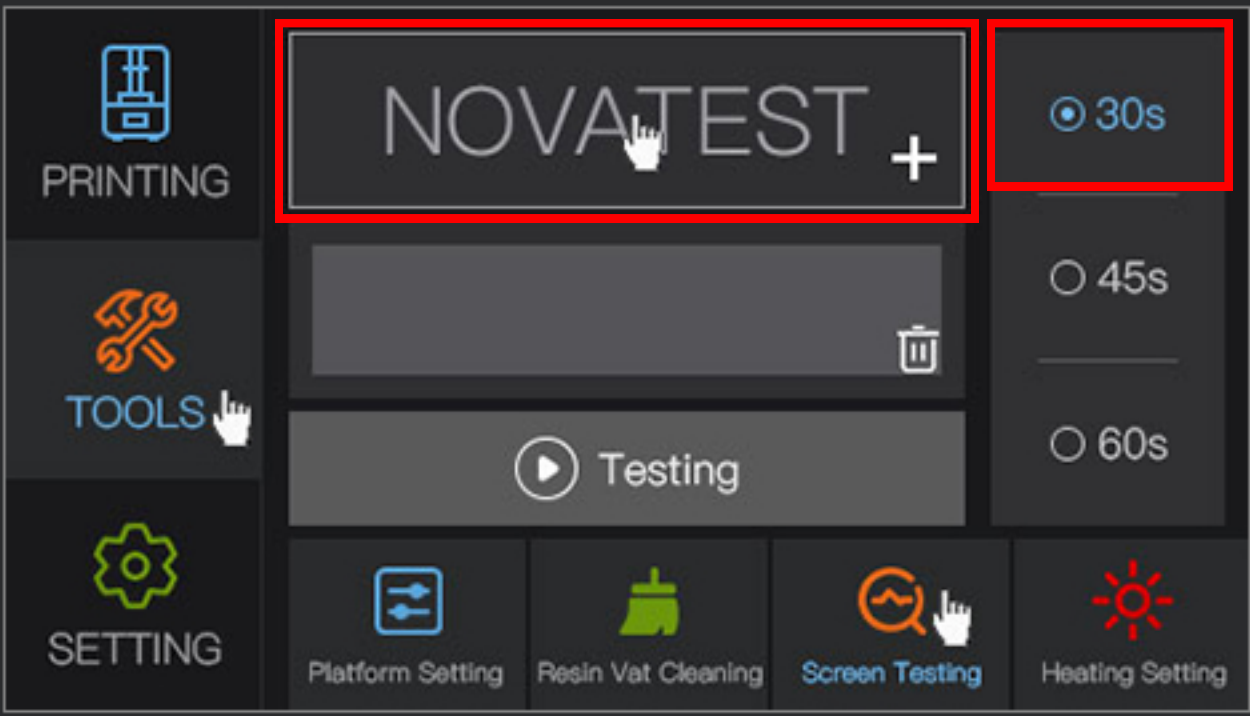 PRINTING
TOOLS
SETTING
NOVATEST
30s
45s
60s
Testing
Platform Setting
Resin Vat Cleaning
Screen Testing
Heating Setting